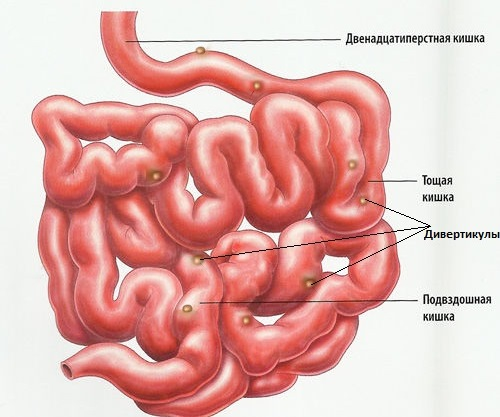 Двенадцатиперстная кишка
Тощая
кишка
Дивертикулы
Подвздошная
кишка